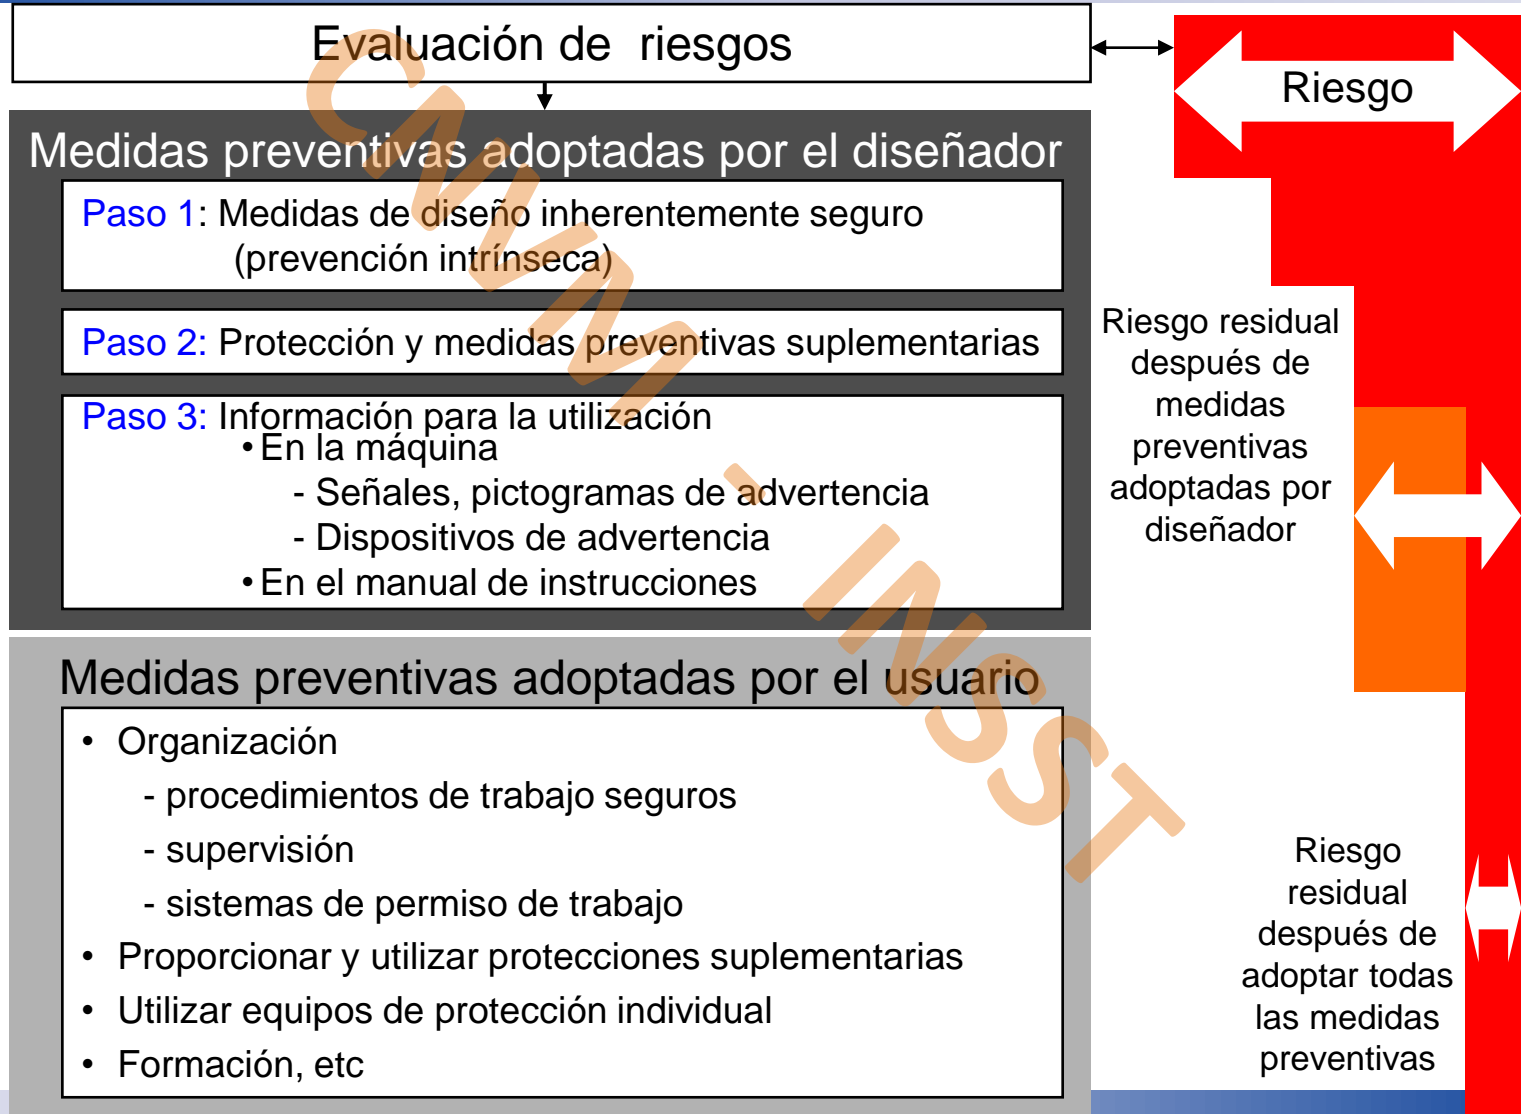 Evaluación de riesgos
Riesgo
Medidas preventivas adoptadas por el diseñador
Paso 1: Medidas de diseño inherentemente seguro
(prevención intrínseca)
Paso 2: Protección y medidas preventivas suplementarias
Paso 3: Información para la utilización
• En la máquina
- Señales, pictogramas de advertencia
- Dispositivos de advertencia
• En el manual de instrucciones
Riesgo residual
después de
medidas
preventivas
adoptadas por
diseñador
Medidas preventivas adoptadas por el usuario
• Organización
- procedimientos de trabajo seguros
- supervisión
- sistemas de permiso de trabajo
• Proporcionar y utilizar protecciones suplementarias
• Utilizar equipos de protección individual
• Formación, etc
Riesgo
residual
después de
adoptar todas
las medidas
preventivas
CNVM - INSST